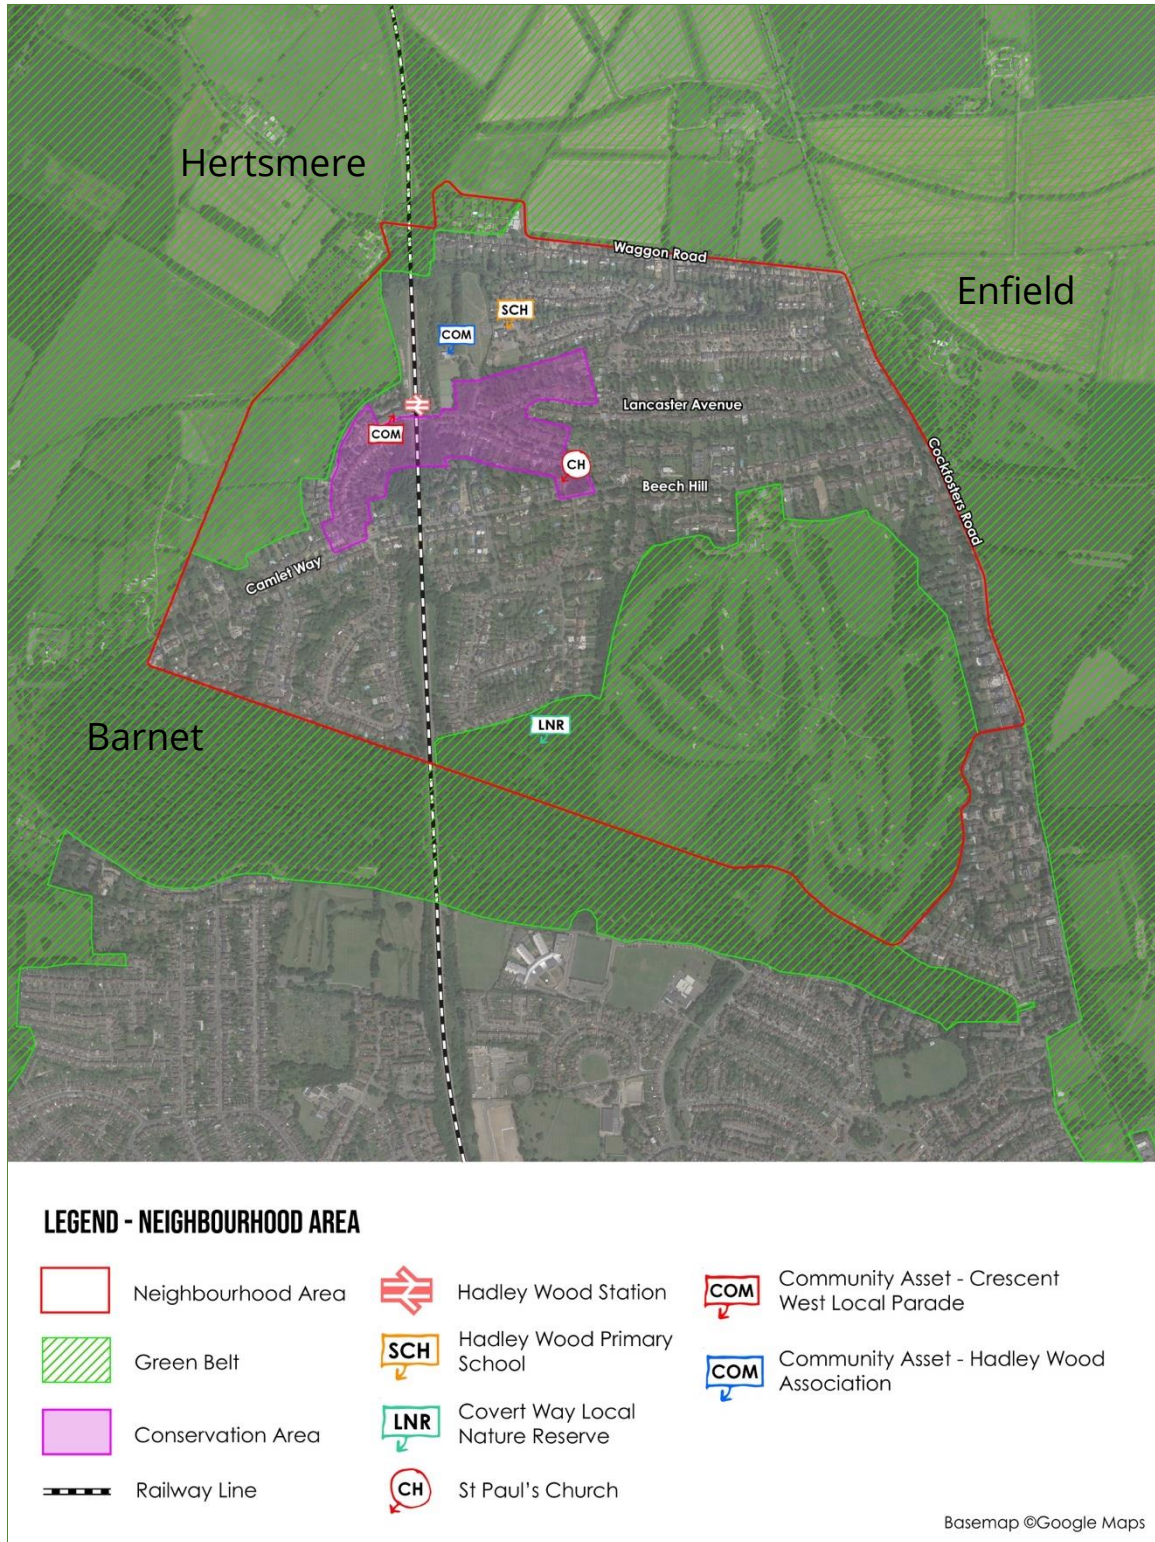 Hertsmere
Waggon Road
Enfield
SCH
COM
Lancaster Avenue
COM
CH
Beech Hill
Cockfosters Road
Camlet Way
LNR
Barnet
LEGEND - NEIGHBOURHOOD AREA
Neighbourhood Area
Green Belt
Conservation Area
Railway Line
Hadley Wood Station
SCH
Hadley Wood Primary
School
LNR
Covert Way Local
Nature Reserve
CH
St Paul's Church
COM
Community Asset - Crescent
West Local Parade
COM
Community Asset - Hadley Wood
Association
Basemap ©Google Maps